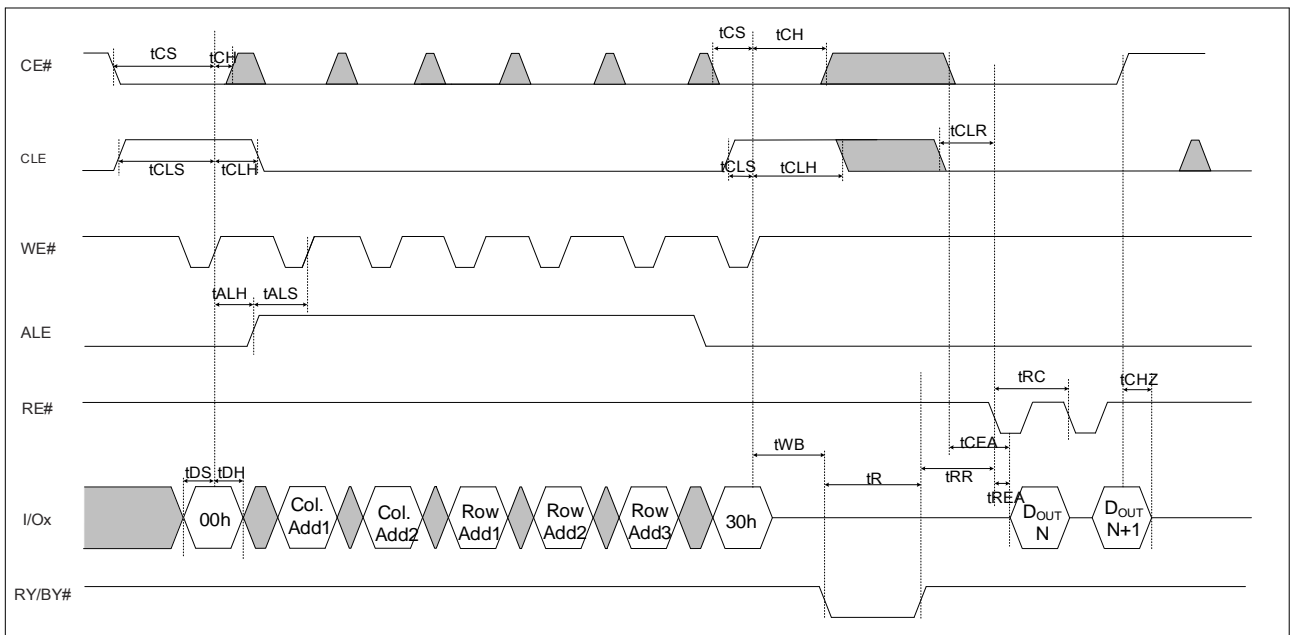 tCS
tCH
tCS
tCH
CE#
tCLR
CLE
tCLS
tCLH
tCLS
tCLH
WE#
tALH
tALS
ALE
tRC
tCHZ
RE#
tWB
tCEA
tDS
tDH
tR
tRR
tREA
I/Ox
00h
Col.
Add1
Col.
Add2
Row
Add1
Row
Add2
Row
Add3
30h
DOUT
N
DOUT
N+1
RY/BY#